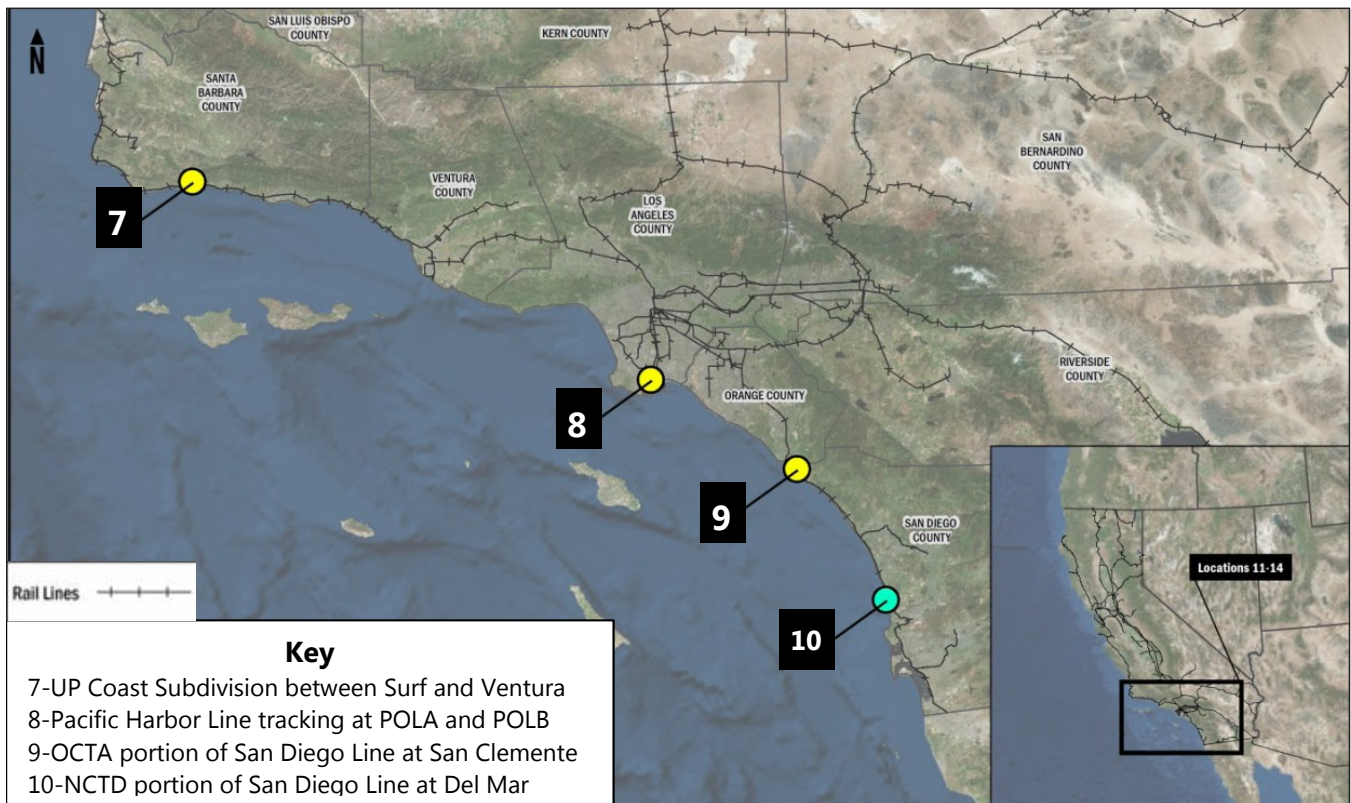 N
SAN LUIS OBISPO
COUNTY
KERN COUNTY
SANTA
BARBARA
COUNTY
SAN
BERNARDINO
COUNTY
VENTURA
COUNTY
LOS
ANGELES
COUNTY
7
RIVERSIDE
COUNTY
ORANGE COUNTY
8
9
SAN DIEGO
COUNTY
10
Locations 11-14
Rail Lines
Key
7-UP Coast Subdivision between Surf and Ventura
8-Pacific Harbor Line tracking at POLA and POLB
9-OCTA portion of San Diego Line at San Clemente
10-NCTD portion of San Diego Line at Del Mar